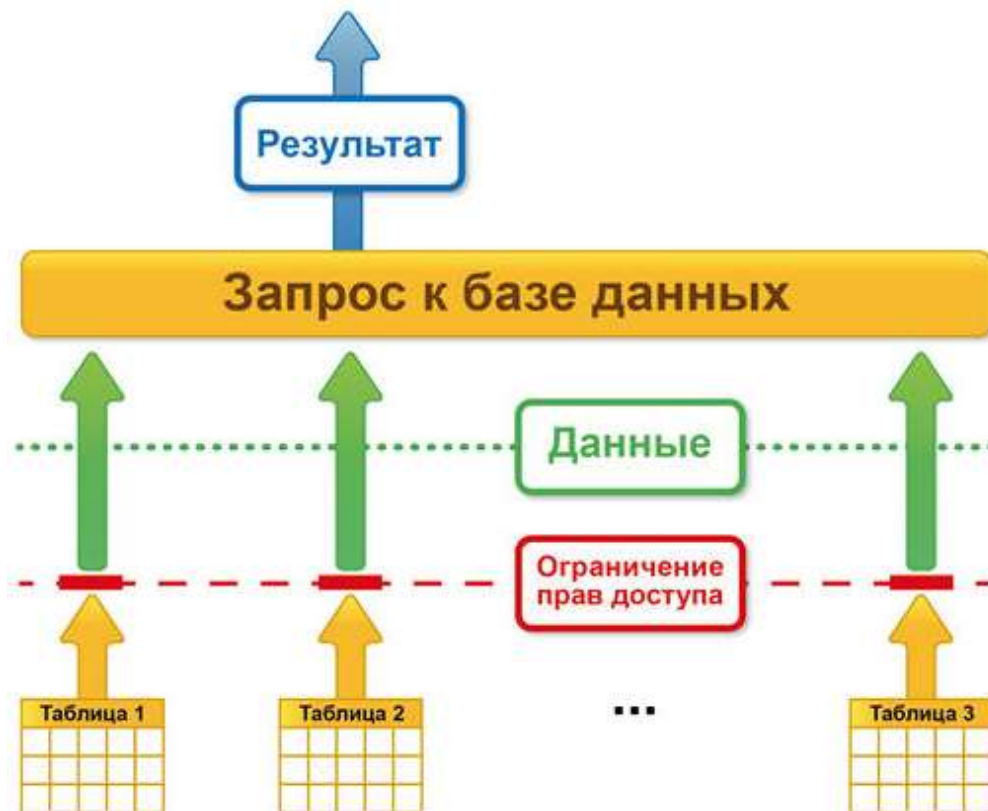 Результат
Запрос к базе данных
Данные
Ограничение
прав доступа
Таблица 1
Таблица 2
...
Таблица 3